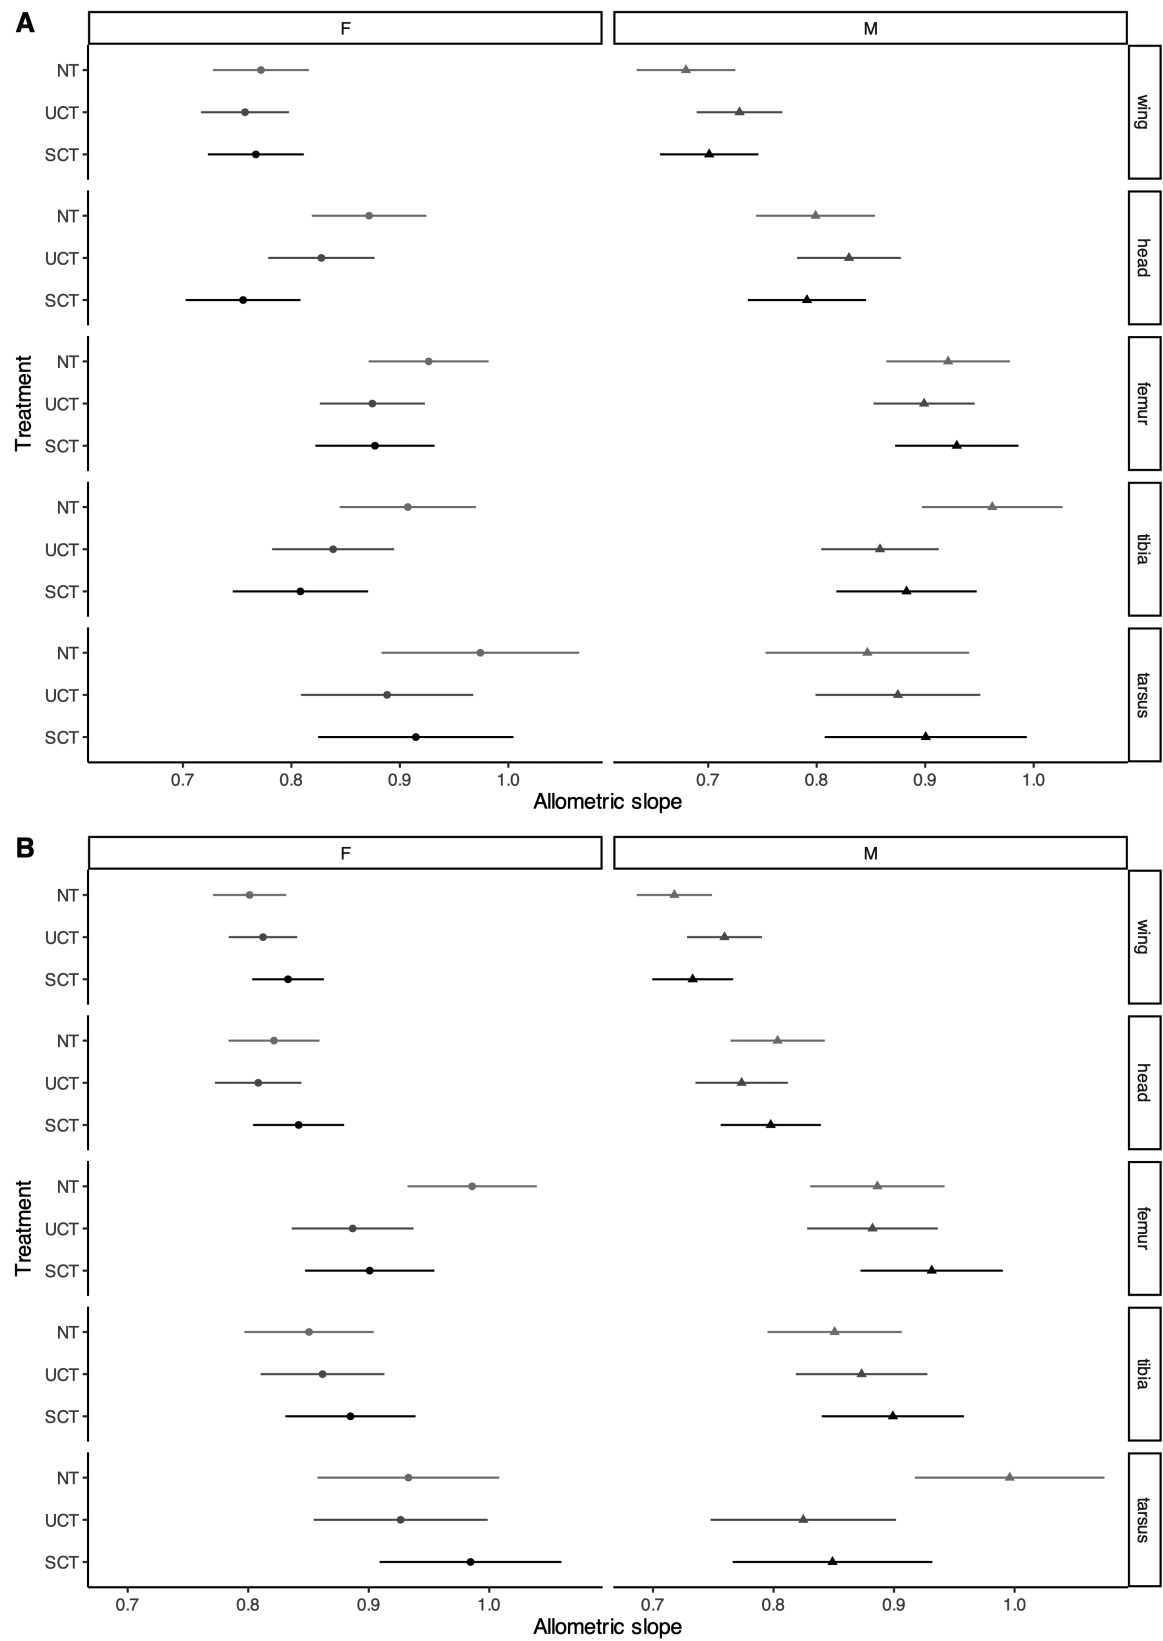 A
F M
NT
UCT
SCT
wing
NT
UCT
SCT
head
NT
UCT
SCT
femur
NT
UCT
SCT
tibia
NT
UCT
SCT
tarsus
Treatment
0.7 0.8 0.9 1.0 0.7 0.8 0.9 1.0
Allometric slope
B
F M
NT
UCT
SCT
wing
NT
UCT
SCT
head
NT
UCT
SCT
femur
NT
UCT
SCT
tibia
NT
UCT
SCT
tarsus
Treatment
0.7 0.8 0.9 1.0 0.7 0.8 0.9 1.0
Allometric slope